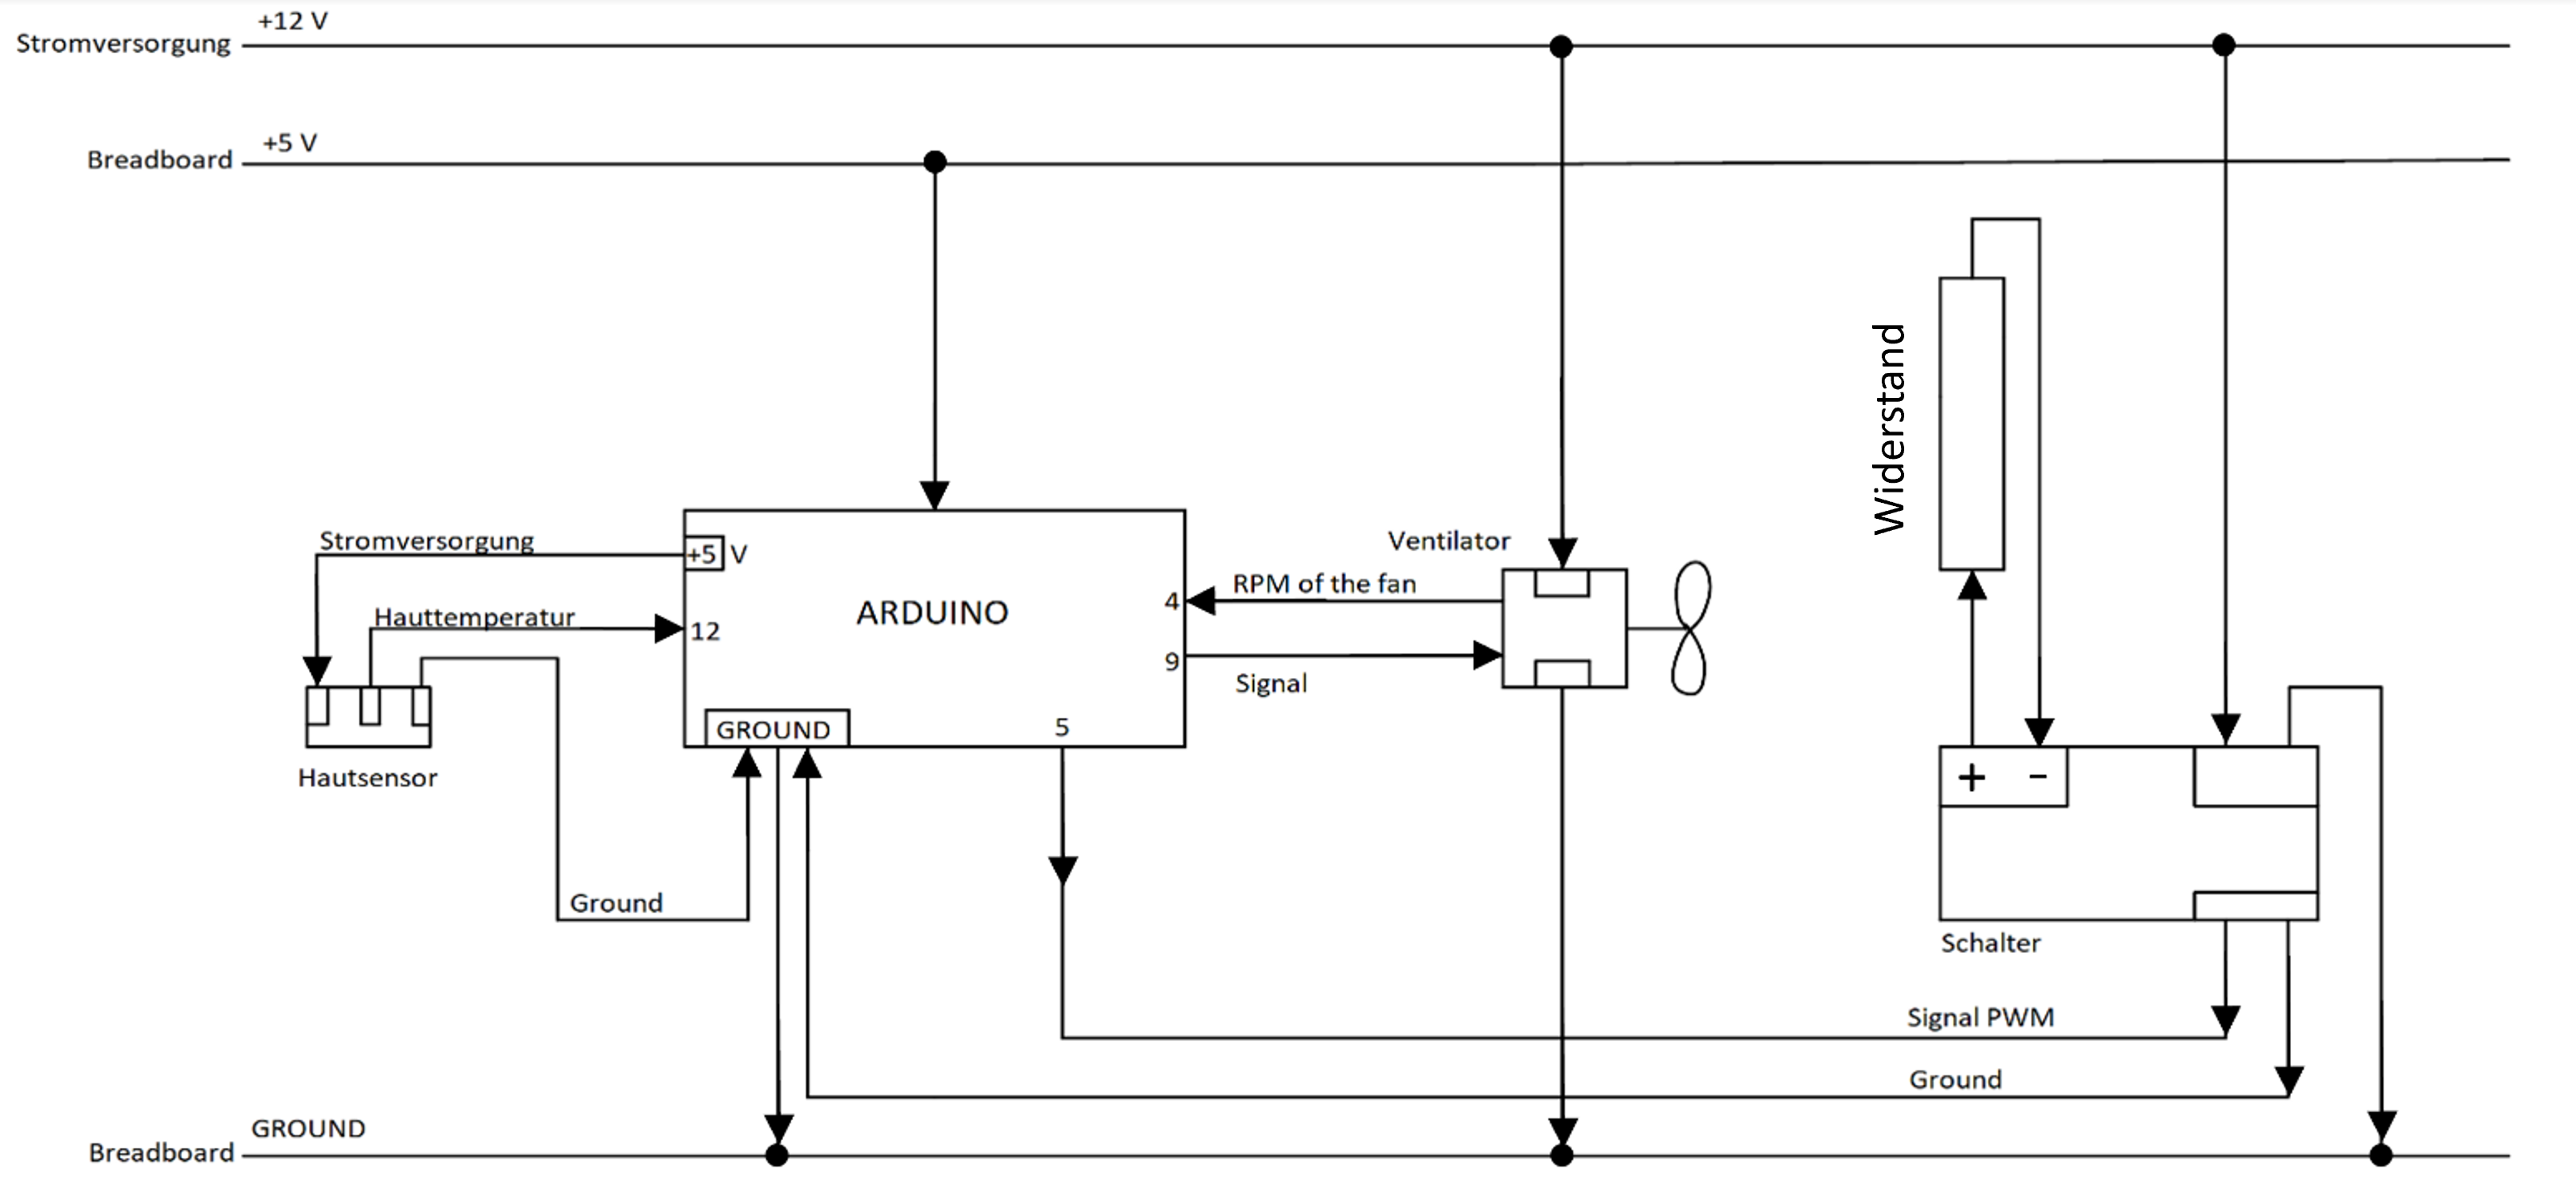 +12 V
Stromversorgung
+5 V
Breadboard
Widerstand
Stromversorgung
+5 V
Ventilator
RPM of the fan
4
ARDUINO
Hauttemperatur
12
9
Signal
GROUND
5
+ -
Hautsensor
Ground
Schalter
Signal PWM
Ground
GROUND
Breadboard